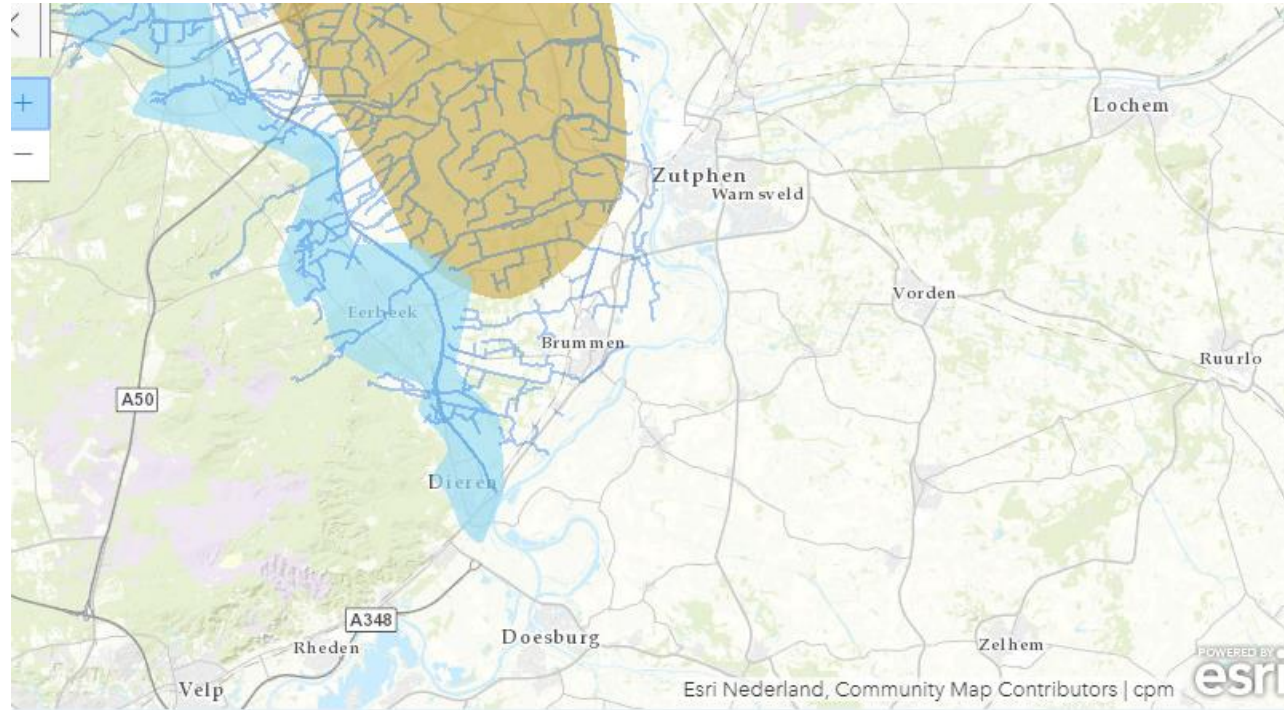 +
−
Lochem
Zutphen
Warnsveld
Vorden
Eerbeek
Brummen
Ruurlo
A50
Dieren
A348
Doesburg
Rheden
Zelhem
Velp
POWERED BY
esri
Esri Nederland, Community Map Contributors | cpm